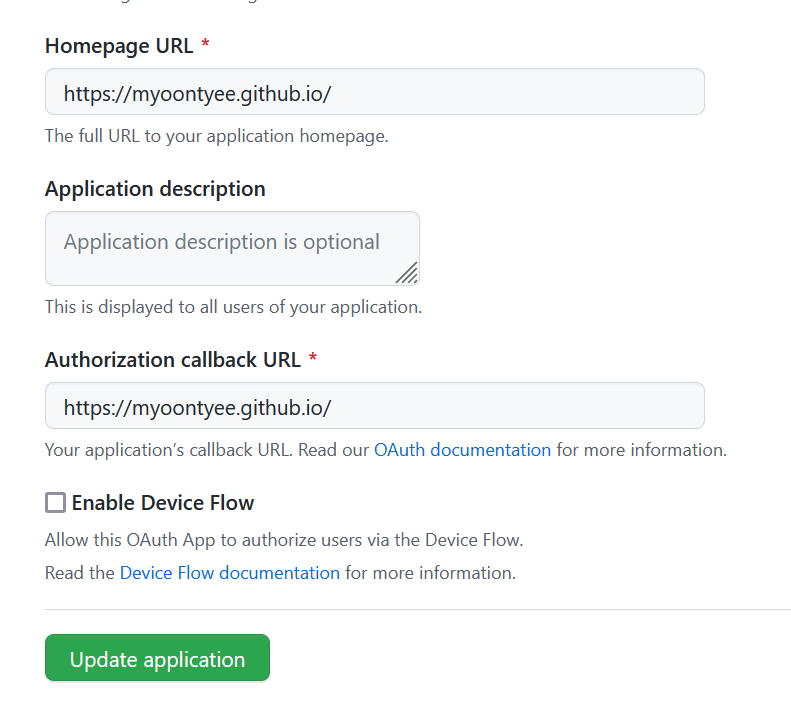 Homepage URL *
https://myoontyee.github.io/
The full URL to your application homepage.
Application description
Application description is optional
This is displayed to all users of your application.
Authorization callback URL *
https://myoontyee.github.io/
Your application’s callback URL. Read our OAuth documentation for more information.
Enable Device Flow
Allow this OAuth App to authorize users via the Device Flow.
Read the Device Flow documentation for more information.
Update application